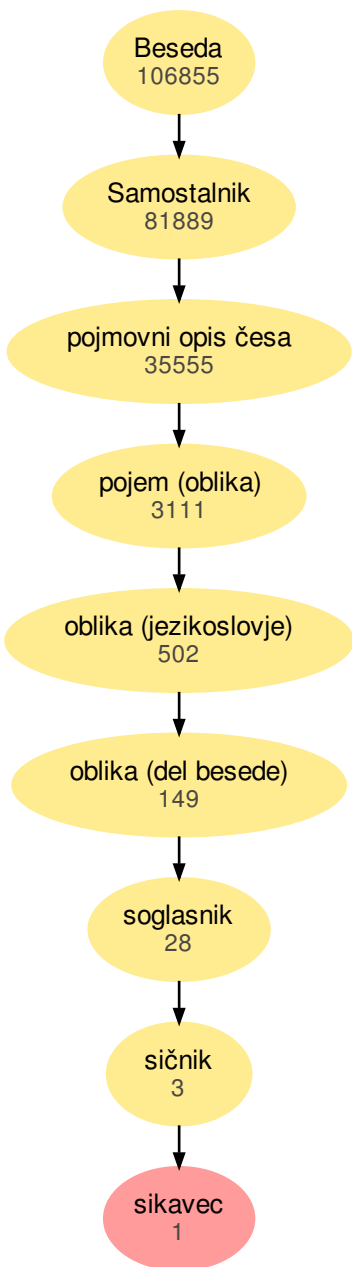 Beseda
106855
Samostalnik
81889
pojmovni opis česa
35555
pojem (oblika)
3111
oblika (jezikoslovje)
502
oblika (del besede)
149
soglasnik
28
sičnik
3
sikavec
1